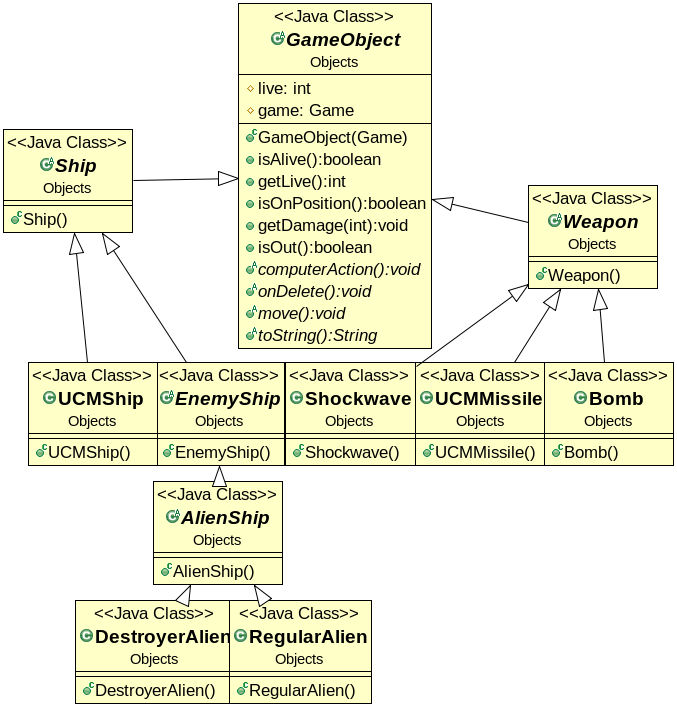 <<Java Class>>
GameObject
Objects
live: int
game: Game
GameObject(Game)
isAlive():boolean
getLive():int
isOnPosition():boolean
getDamage(int):void
isOut():boolean
computerAction():void
onDelete():void
move():void
toString():String
<<Java Class>>
Ship
Objects
Ship()
<<Java Class>>
Weapon
Objects
Weapon()
<<Java Class>>
UCMShip
Objects
UCMShip()
<<Java Class>>
EnemyShip
Objects
EnemyShip()
<<Java Class>>
Shockwave
Objects
Shockwave()
<<Java Class>>
UCMMissile
Objects
UCMMissile()
<<Java Class>>
Bomb
Objects
Bomb()
<<Java Class>>
AlienShip
Objects
AlienShip()
<<Java Class>>
DestroyerAlien
Objects
DestroyerAlien()
<<Java Class>>
RegularAlien
Objects
RegularAlien()